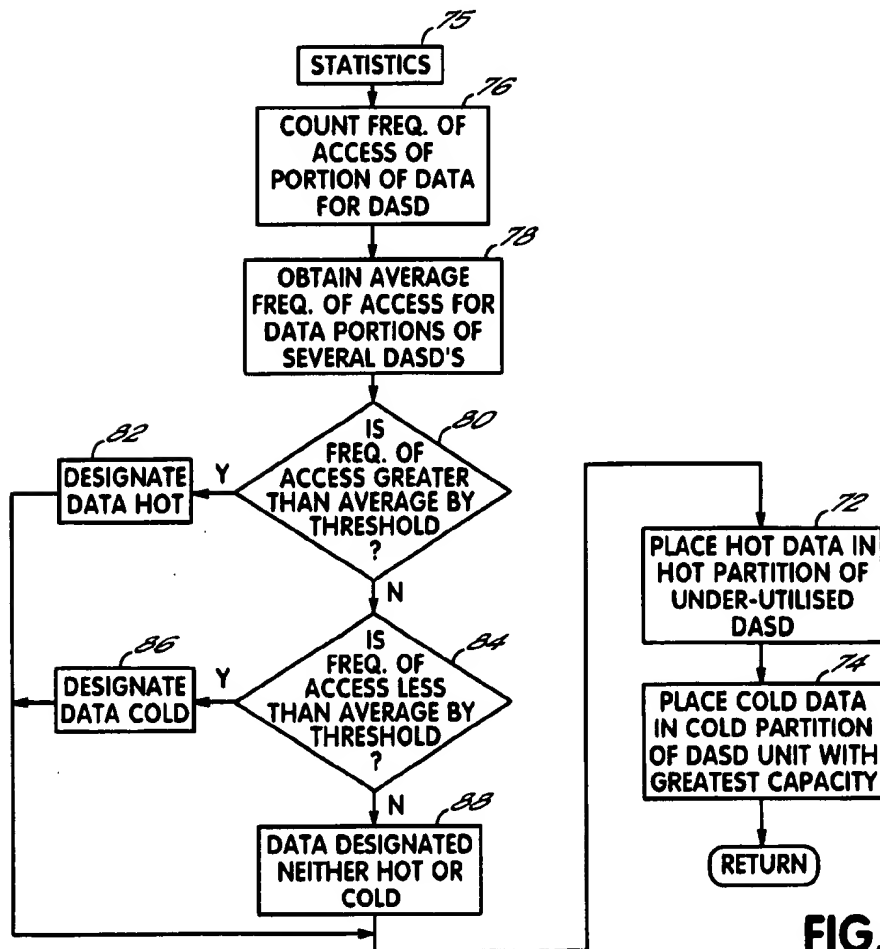 75
STATISTICS
76
COUNT FREQ. OF
ACCESS OF
PORTION OF DATA
FOR DASD
78
OBTAIN AVERAGE
FREQ. OF ACCESS FOR
DATA PORTIONS OF
SEVERAL DASD'S
80
IS
FREQ. OF
ACCESS GREATER
THAN AVERAGE BY
THRESHOLD
?
Y
82
DESIGNATE
DATA HOT
N
84
IS
FREQ. OF
ACCESS LESS
THAN AVERAGE BY
THRESHOLD
?
Y
86
DESIGNATE
DATA COLD
N
88
DATA DESIGNATED
NEITHER HOT OR
COLD
72
PLACE HOT DATA IN
HOT PARTITION OF
UNDER-UTILISED
DASD
74
PLACE COLD DATA
IN COLD PARTITION
OF DASD UNIT WITH
GREATEST CAPACITY
RETURN
FIG.